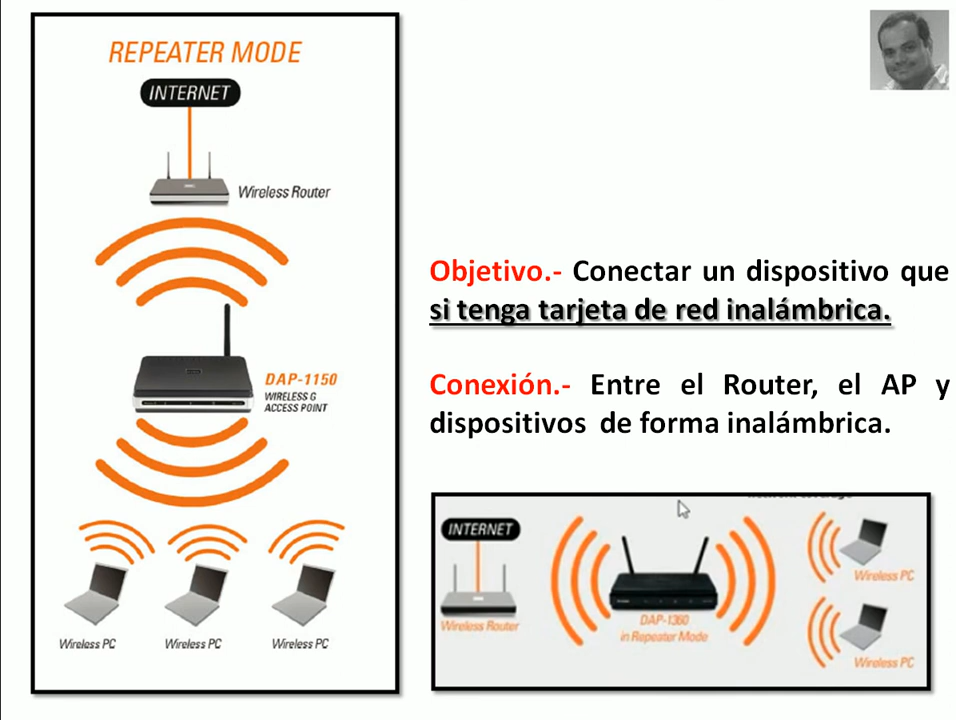 REPEATER MODE
INTERNET
Wireless Router
DAP-1150
WIRELESS G
ACCESS POINT
Wireless PC
Wireless PC
Wireless PC
Objetivo.- Conectar un dispositivo que
si tenga tarjeta de red inalámbrica.
Conexión.- Entre el Router, el AP y
dispositivos de forma inalámbrica.
INTERNET
Wireless Router
DAP-1360
in Repeater Mode
Wireless PC
Wireless PC